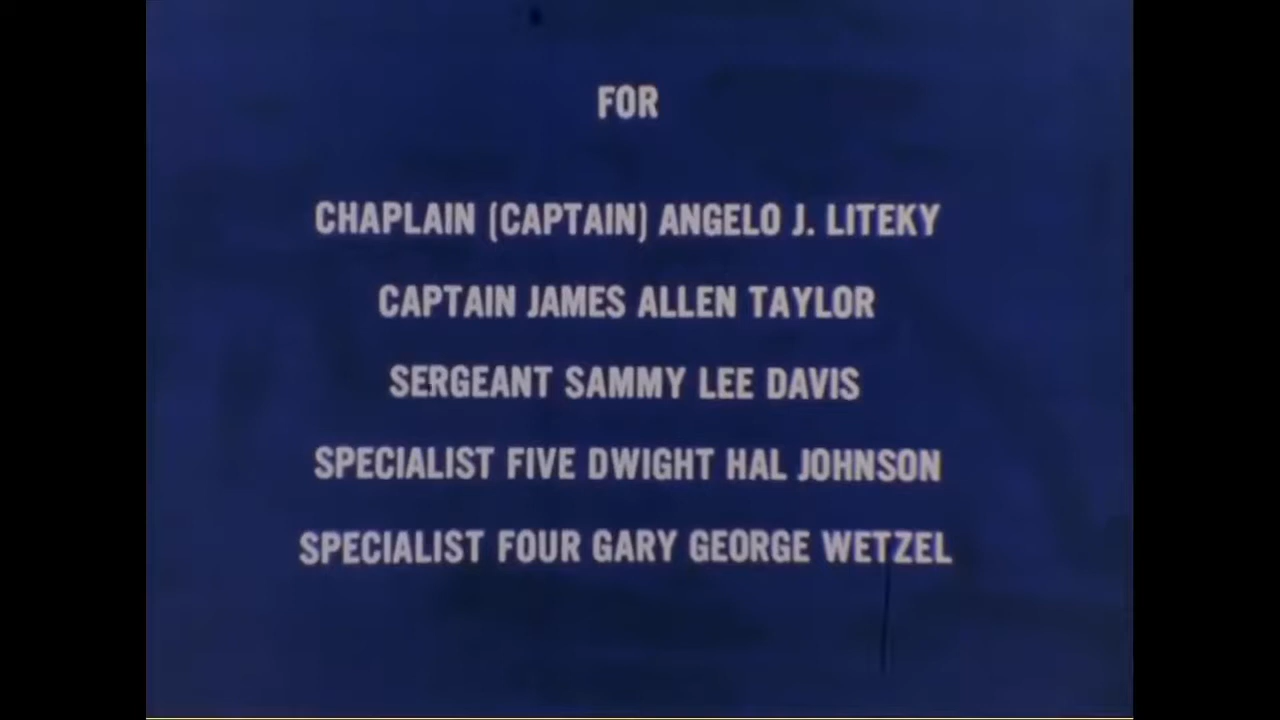 FOR
CHAPLAIN (CAPTAIN) ANGELO J. LITEKY
CAPTAIN JAMES ALLEN TAYLOR
SERGEANT SAMMY LEE DAVIS
SPECIALIST FIVE DWIGHT HAL JOHNSON
SPECIALIST FOUR GARY GEORGE WETZEL